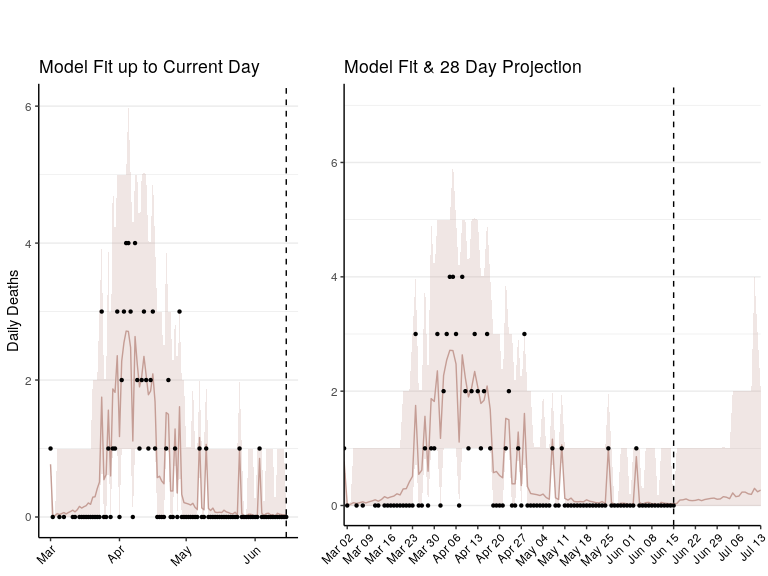 Model Fit up to Current Day
Daily Deaths
6
4
2
0
Mar
Apr
May
Jun
Model Fit & 28 Day Projection
6
4
2
0
Mar 02
Mar 09
Mar 16
Mar 23
Mar 30
Apr 06
Apr 13
Apr 20
Apr 27
May 04
May 11
May 18
May 25
Jun 01
Jun 08
Jun 15
Jun 22
Jun 29
Jul 06
Jul 13